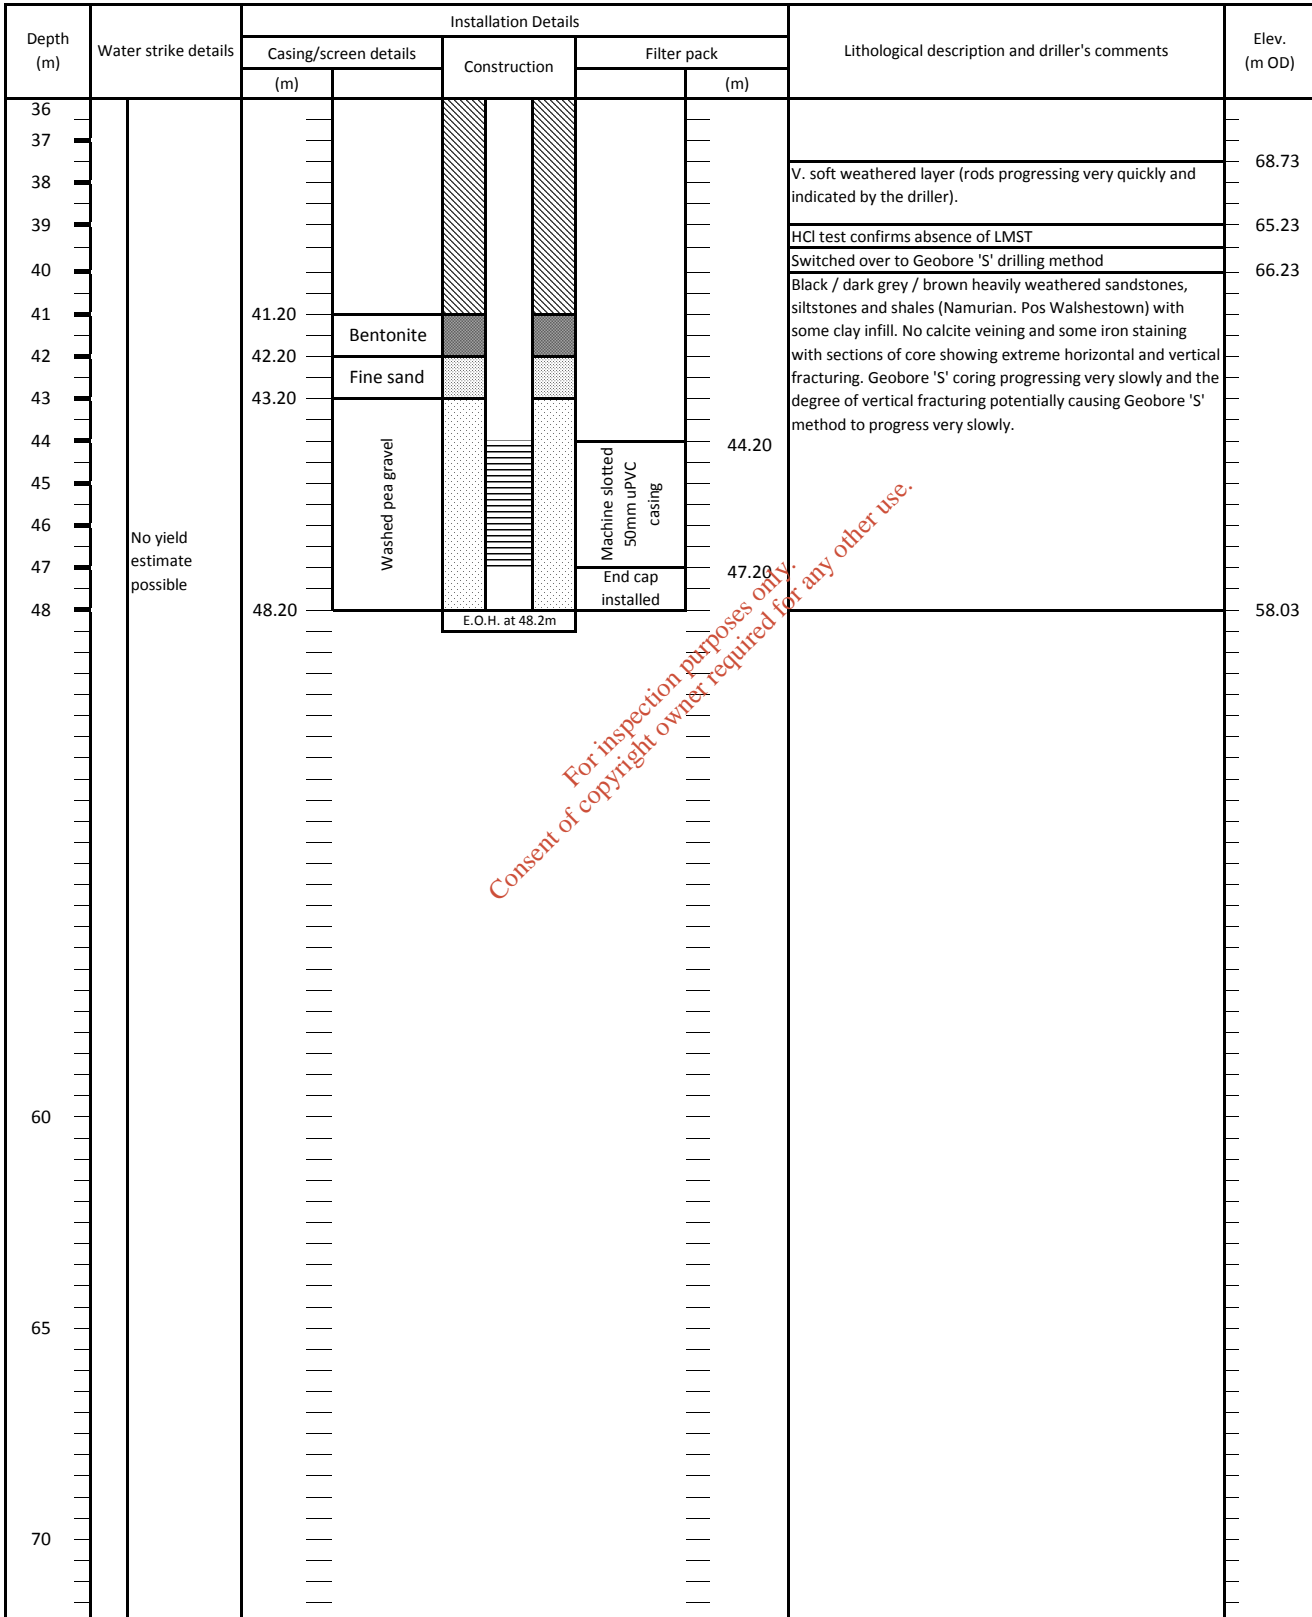 Depth
(m)
Water strike details
Installation Details
Casing/screen details
(m)
Construction
Filter pack
(m)
Lithological description and driller's comments
Elev.
(m OD)
36
37
68.73
V. soft weathered layer (rods progressing very quickly and
indicated by the driller).
38
39
65.23
HCl test confirms absence of LMST
Switched over to Geobore 'S' drilling method
40
66.23
Black / dark grey / brown heavily weathered sandstones,
siltstones and shales (Namurian. Pos Walshestown) with
some clay infill. No calcite veining and some iron staining
with sections of core showing extreme horizontal and vertical
fracturing. Geobore 'S' coring progressing very slowly and the
degree of vertical fracturing potentially causing Geobore 'S'
method to progress very slowly.
41
41.20
Bentonite
42
42.20
Fine sand
43
43.20
44
44.20
Washed pea gravel
Machine slotted
50mm uPVC
casing
45
46
No yield
estimate
possible
47
47.20
End cap
installed
48
48.20
E.O.H. at 48.2m
58.03
For inspection purposes only.
Consent of copyright owner required for any other use.
60
65
70